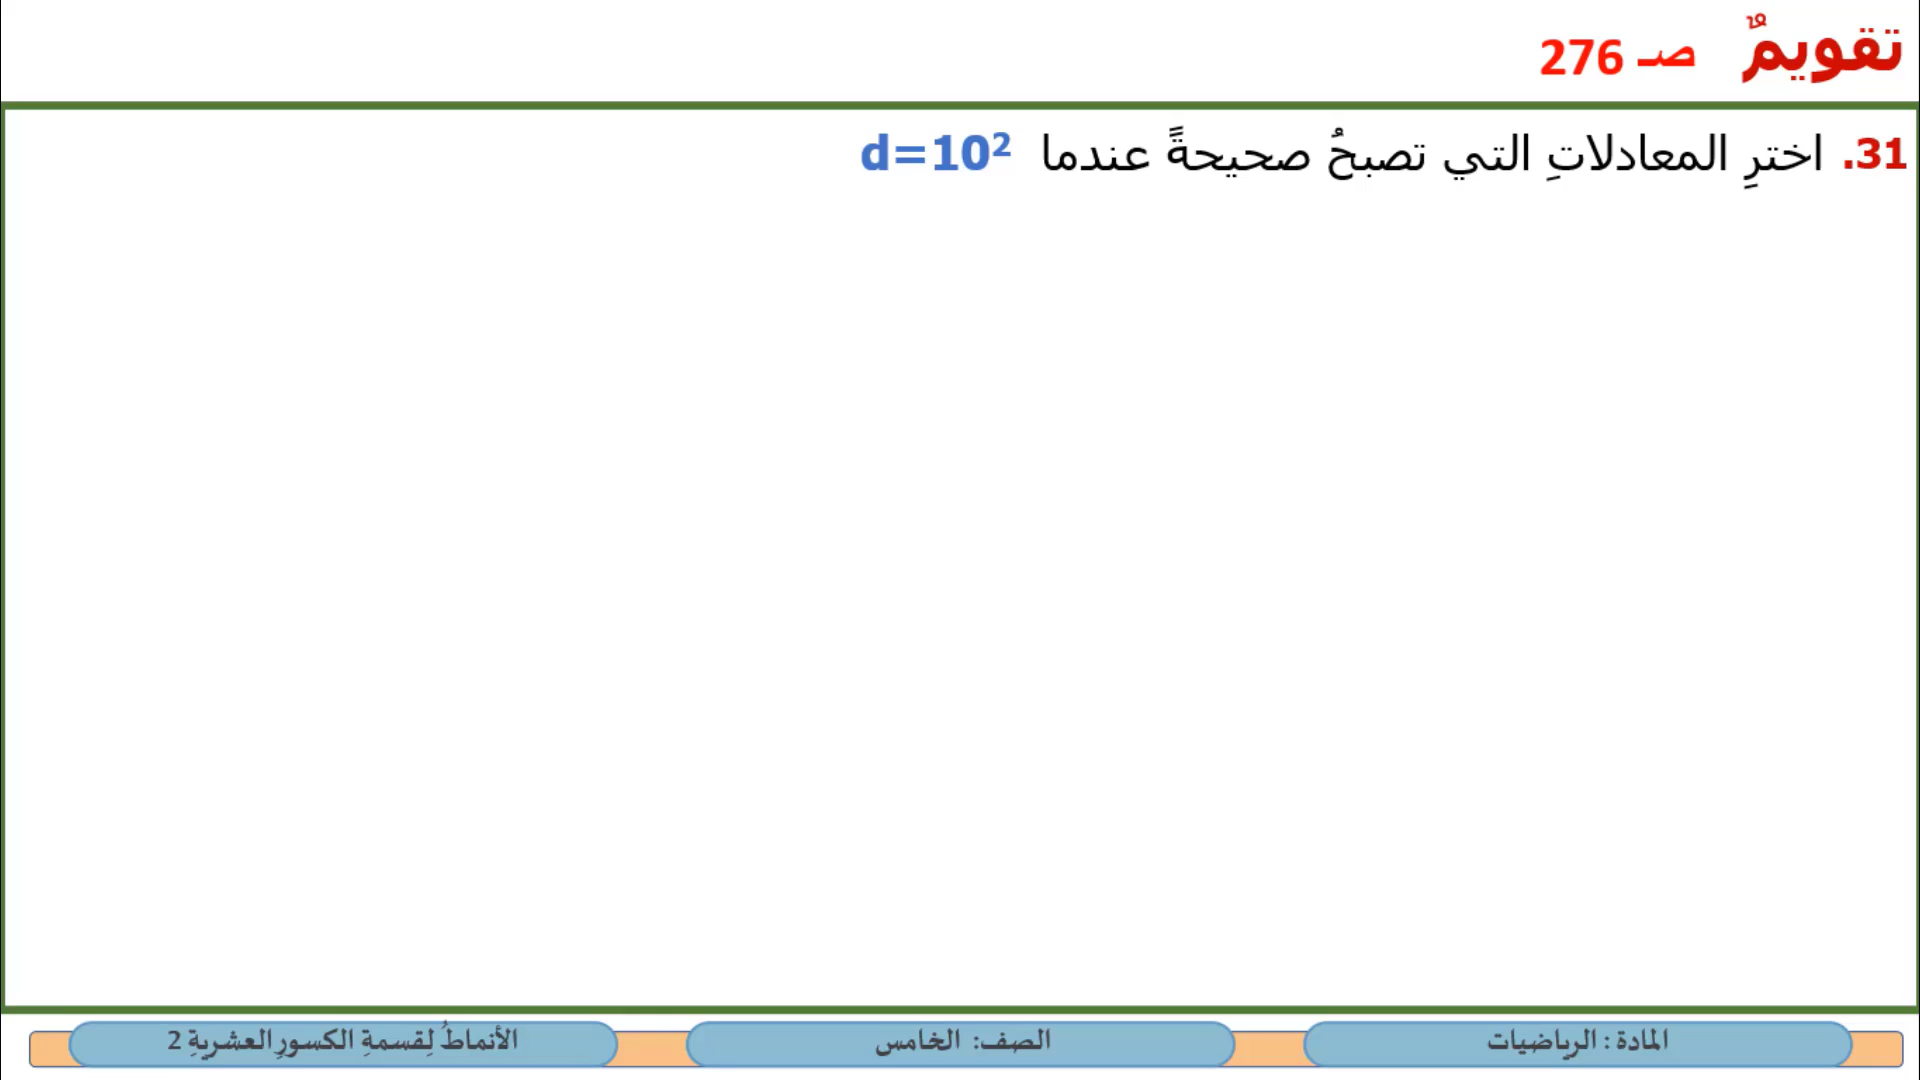 تقويمٌ صـ 276
31. اخترِ المعادلاتِ التي تصبحُ صحيحةً عندما d=10²
المادة : الرياضيات
الصف: الخامس
الأنماطُ لِقسمةِ الكسورِ العشريةِ 2